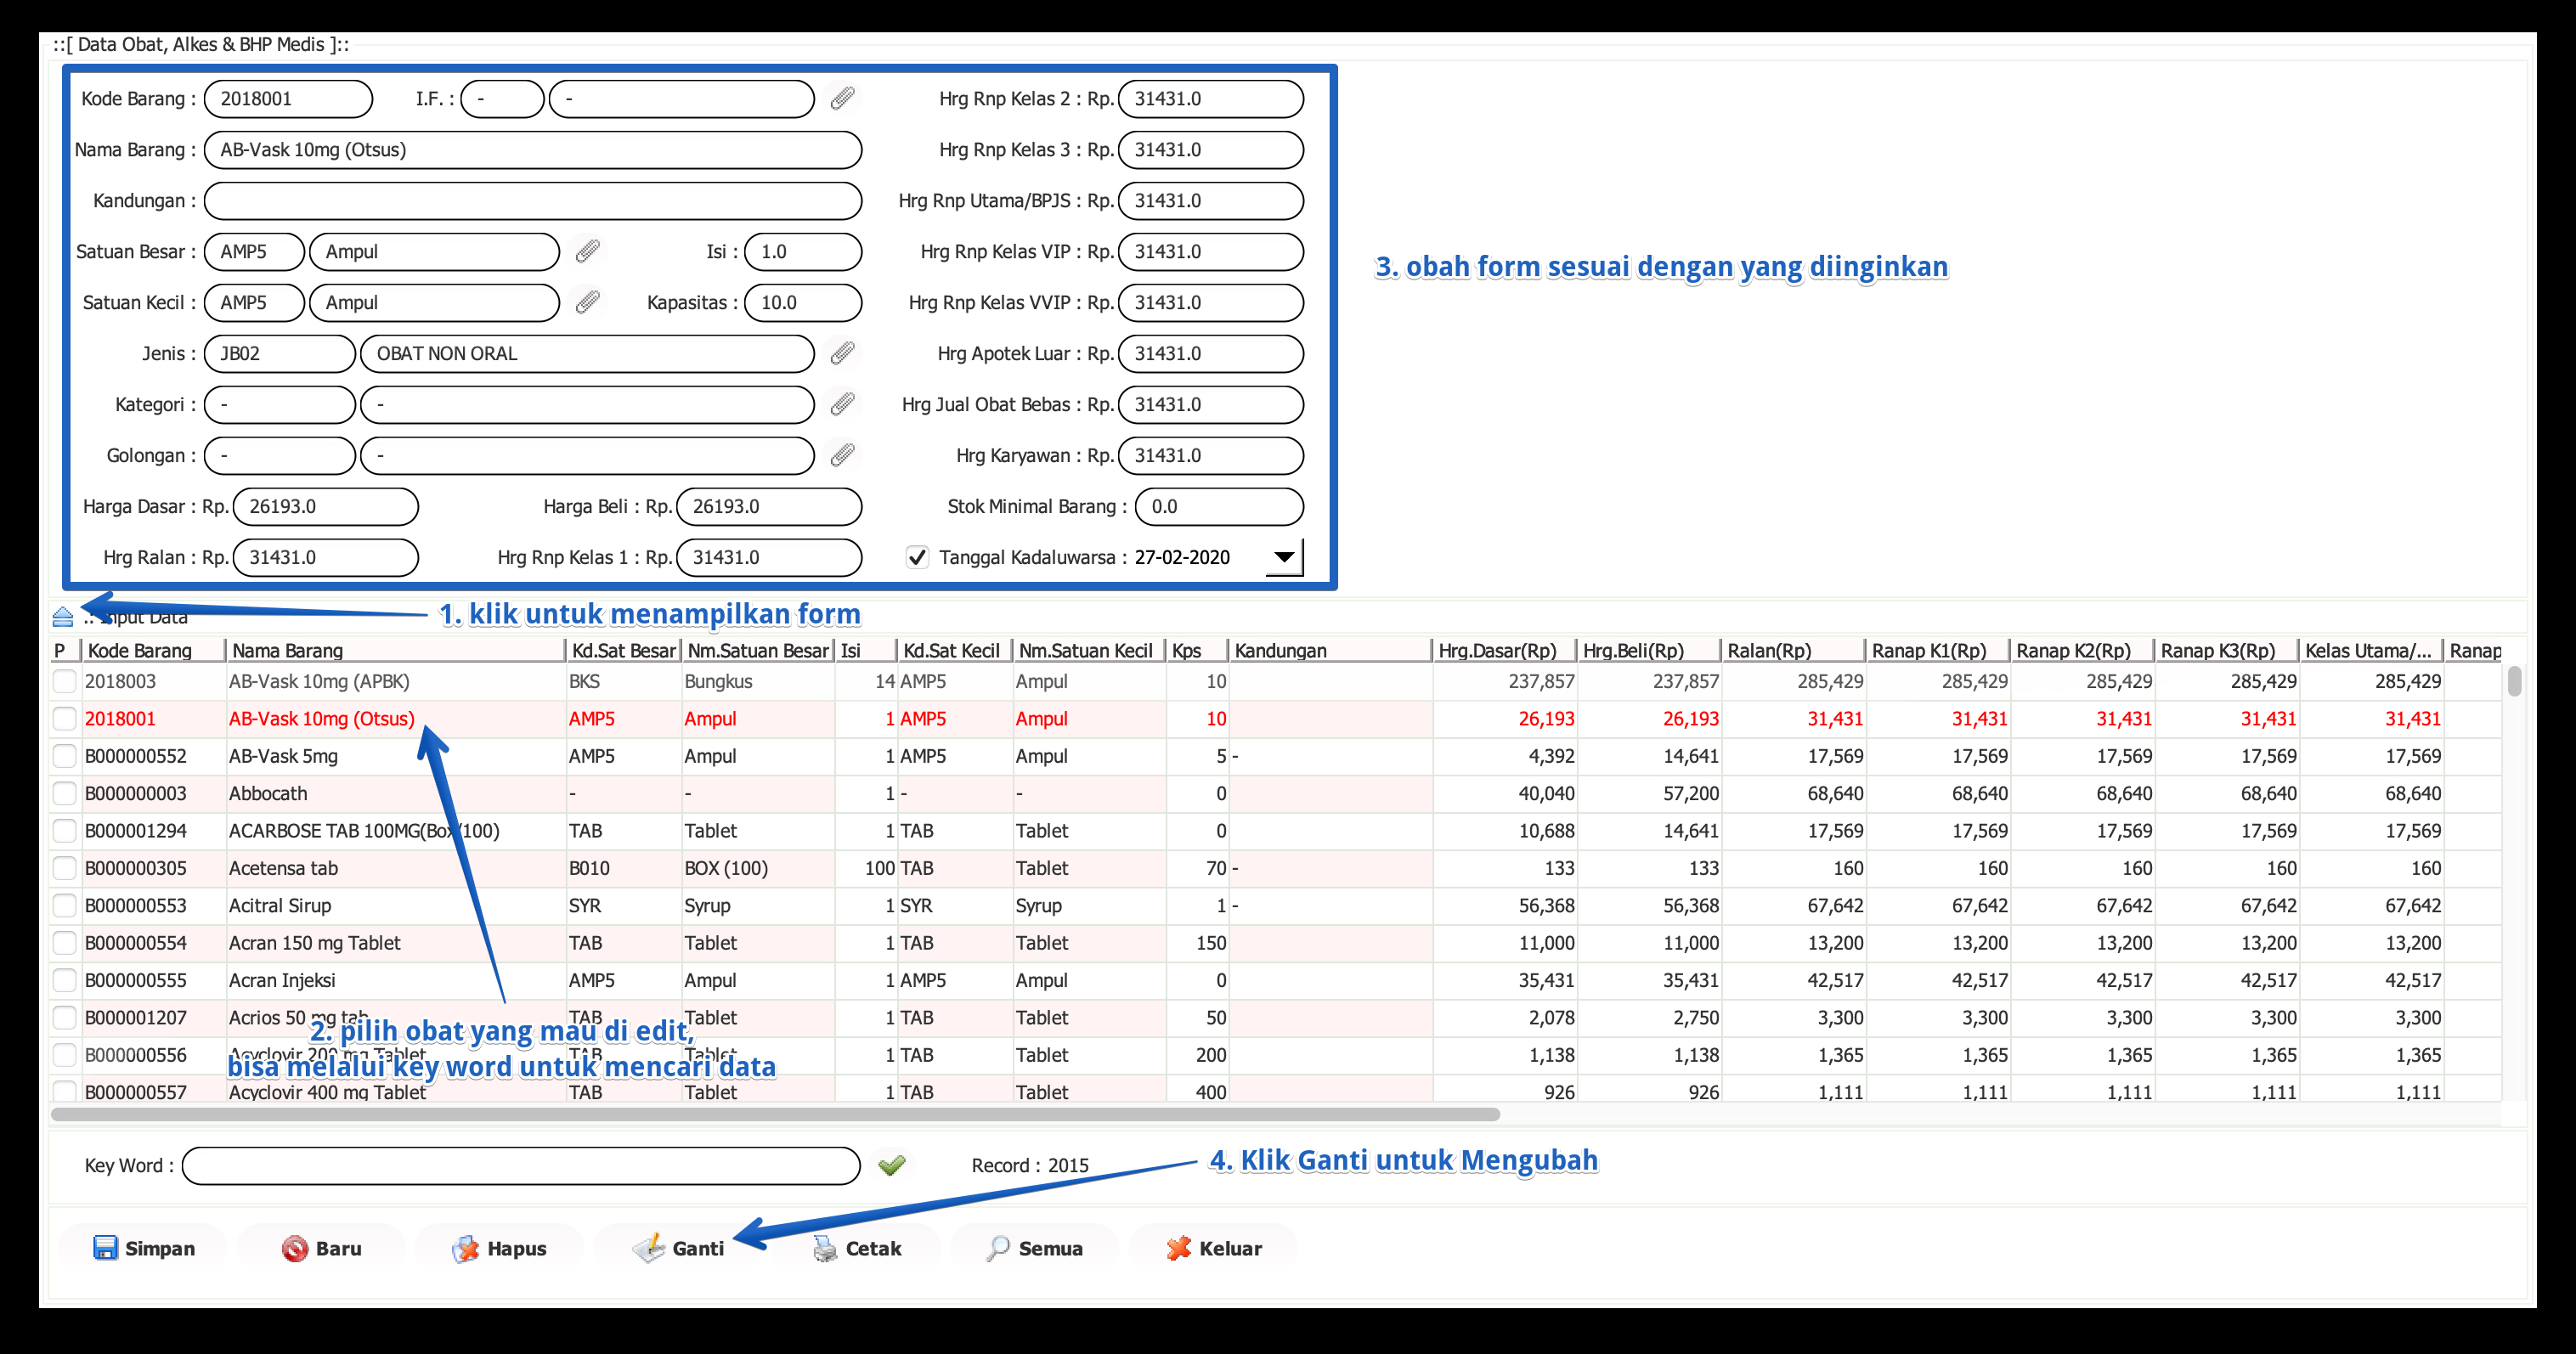 ::[ Data Obat, Alkes & BHP Medis ]::
Kode Barang : 2018001 I.F. : - - Hrg Rnp Kelas 2 : Rp. 31431.0
Nama Barang : AB-Vask 10mg (Otsus) Hrg Rnp Kelas 3 : Rp. 31431.0
Kandungan : Hrg Rnp Utama/BPJS : Rp. 31431.0
Satuan Besar : AMP5 Ampul Isi : 1.0 Hrg Rnp Kelas VIP : Rp. 31431.0
3. obah form sesuai dengan yang diinginkan
Satuan Kecil : AMP5 Ampul Kapasitas : 10.0 Hrg Rnp Kelas VVIP : Rp. 31431.0
Jenis : JB02 OBAT NON ORAL Hrg Apotek Luar : Rp. 31431.0
Kategori : - - Hrg Jual Obat Bebas : Rp. 31431.0
Golongan : - - Hrg Karyawan : Rp. 31431.0
Harga Dasar : Rp. 26193.0 Harga Beli : Rp. 26193.0 Stok Minimal Barang : 0.0
Hrg Ralan : Rp. 31431.0 Hrg Rnp Kelas 1 : Rp. 31431.0 Tanggal Kadaluwarsa : 27-02-2020
.: Input Data 1. klik untuk menampilkan form
P Kode Barang Nama Barang Kd.Sat Besar Nm.Satuan Besar Isi Kd.Sat Kecil Nm.Satuan Kecil Kps Kandungan Hrg.Dasar(Rp) Hrg.Beli(Rp) Ralan(Rp) Ranap K1(Rp) Ranap K2(Rp) Ranap K3(Rp) Kelas Utama/... Ranap
2018003 AB-Vask 10mg (APBK) BKS Bungkus 14 AMP5 Ampul 10 237,857 237,857 285,429 285,429 285,429 285,429 285,429
2018001 AB-Vask 10mg (Otsus) AMP5 Ampul 1 AMP5 Ampul 10 26,193 26,193 31,431 31,431 31,431 31,431 31,431
B000000552 AB-Vask 5mg AMP5 Ampul 1 AMP5 Ampul 5 - 4,392 14,641 17,569 17,569 17,569 17,569 17,569
B000000003 Abbocath - - 1 - - 0 40,040 57,200 68,640 68,640 68,640 68,640 68,640
B000001294 ACARBOSE TAB 100MG(Box/100) TAB Tablet 1 TAB Tablet 0 10,688 14,641 17,569 17,569 17,569 17,569 17,569
B000000305 Acetensa tab B010 BOX (100) 100 TAB Tablet 70 - 133 133 160 160 160 160 160
B000000553 Acitral Sirup SYR Syrup 1 SYR Syrup 1 - 56,368 56,368 67,642 67,642 67,642 67,642 67,642
B000000554 Acran 150 mg Tablet TAB Tablet 1 TAB Tablet 150 11,000 11,000 13,200 13,200 13,200 13,200 13,200
B000000555 Acran Injeksi AMP5 Ampul 1 AMP5 Ampul 0 35,431 35,431 42,517 42,517 42,517 42,517 42,517
B000001207 Acrios 50 mg tab TAB Tablet 1 TAB Tablet 50 2,078 2,750 3,300 3,300 3,300 3,300 3,300
2. pilih obat yang mau di edit,
B000000556 Acyclovir 200 mg Tablet TAB Tablet 1 TAB Tablet 200 1,138 1,138 1,365 1,365 1,365 1,365 1,365
bisa melalui key word untuk mencari data
B000000557 Acyclovir 400 mg Tablet TAB Tablet 1 TAB Tablet 400 926 926 1,111 1,111 1,111 1,111 1,111
Key Word : Record : 2015 4. Klik Ganti untuk Mengubah
Simpan Baru Hapus Ganti Cetak Semua Keluar